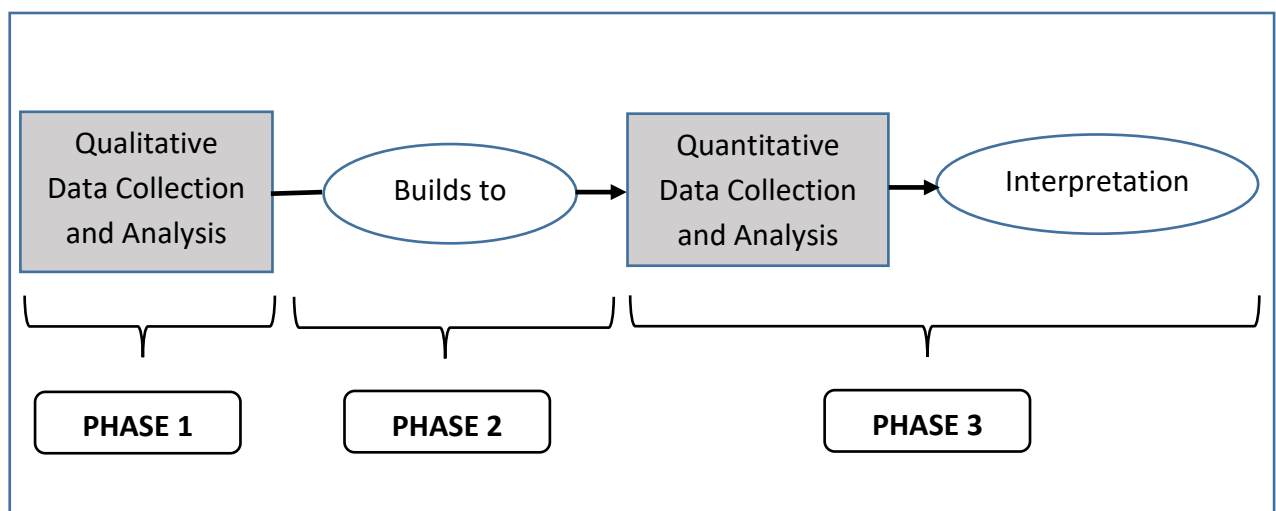 Qualitative
Data Collection
and Analysis
Builds to
Quantitative
Data Collection
and Analysis
Interpretation
PHASE 1
PHASE 2
PHASE 3